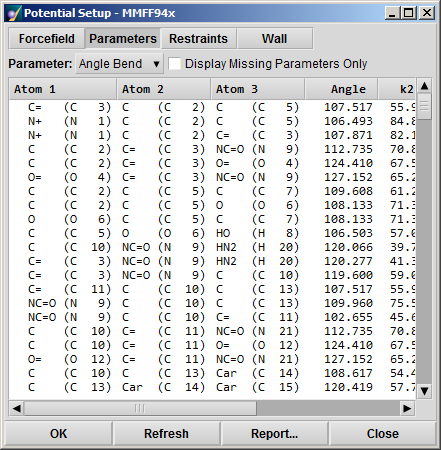 Potential Setup - MMFF94x
Forcefield Parameters Restraints Wall
Parameter: Angle Bend Display Missing Parameters Only
Atom 1 Atom 2 Atom 3 Angle k2
C= (C 3) C (C 2) C (C 5) 107.517 55.9
N+ (N 1) C (C 2) C (C 5) 106.493 84.8
N+ (N 1) C (C 2) C= (C 3) 107.871 82.1
C (C 2) C= (C 3) NC=O (N 9) 112.735 70.8
C (C 2) C= (C 3) O= (O 4) 124.410 67.5
O= (O 4) C= (C 3) NC=O (N 9) 127.152 65.2
C (C 2) C (C 5) C (C 7) 109.608 61.2
C (C 2) C (C 5) O (O 6) 108.133 71.3
O (O 6) C (C 5) C (C 7) 108.133 71.3
C (C 5) O (O 6) HO (H 8) 106.503 57.0
C (C 10) NC=O (N 9) HN2 (H 20) 120.066 39.7
C= (C 3) NC=O (N 9) HN2 (H 20) 120.277 41.3
C= (C 3) NC=O (N 9) C (C 10) 119.600 59.0
C= (C 11) C (C 10) C (C 13) 107.517 55.9
NC=O (N 9) C (C 10) C (C 13) 109.960 75.5
NC=O (N 9) C (C 10) C= (C 11) 102.655 45.6
C (C 10) C= (C 11) NC=O (N 21) 112.735 70.8
C (C 10) C= (C 11) O= (O 12) 124.410 67.5
O= (O 12) C= (C 11) NC=O (N 21) 127.152 65.2
C (C 10) C (C 13) Car (C 14) 108.617 54.4
C (C 13) Car (C 14) Car (C 15) 120.419 57.7
OK Refresh Report... Close